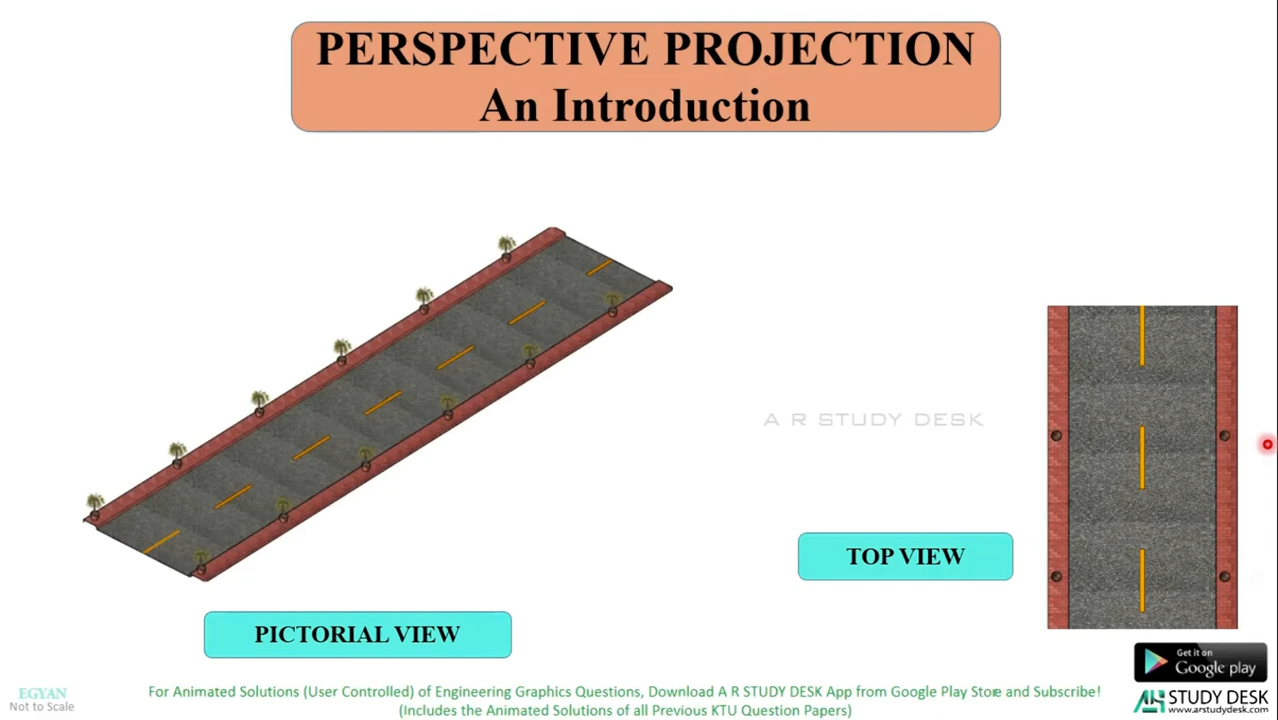 PERSPECTIVE PROJECTION
An Introduction
A R STUDY DESK
TOP VIEW
PICTORIAL VIEW
Get it on
Google play
EGYAN
Not to Scale
For Animated Solutions (User Controlled) of Engineering Graphics Questions, Download A R STUDY DESK App from Google Play Store and Subscribe!
(Includes the Animated Solutions of all Previous KTU Question Papers)
STUDY DESK
www.arstudydesk.com